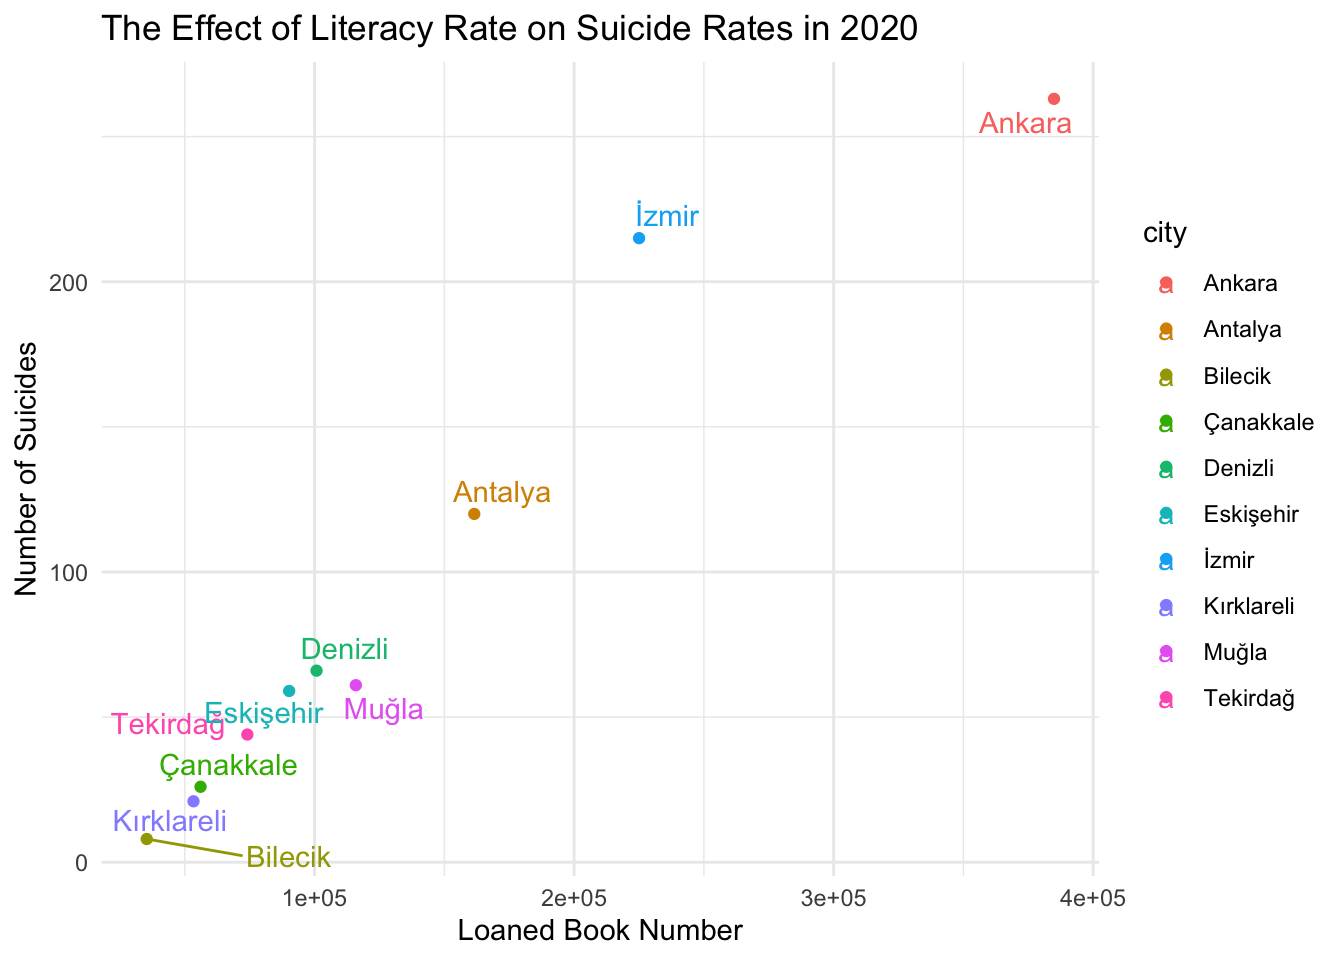 The Effect of Literacy Rate on Suicide Rates in 2020
Ankara
İzmir
Antalya
Denizli
Muğla
Eskişehir
Tekirdağ
Çanakkale
Kırklareli
Bilecik
200
100
0
Number of Suicides
1e+05
2e+05
3e+05
4e+05
Loaned Book Number
city
a Ankara
a Antalya
a Bilecik
a Çanakkale
a Denizli
a Eskişehir
a İzmir
a Kırklareli
a Muğla
a Tekirdağ